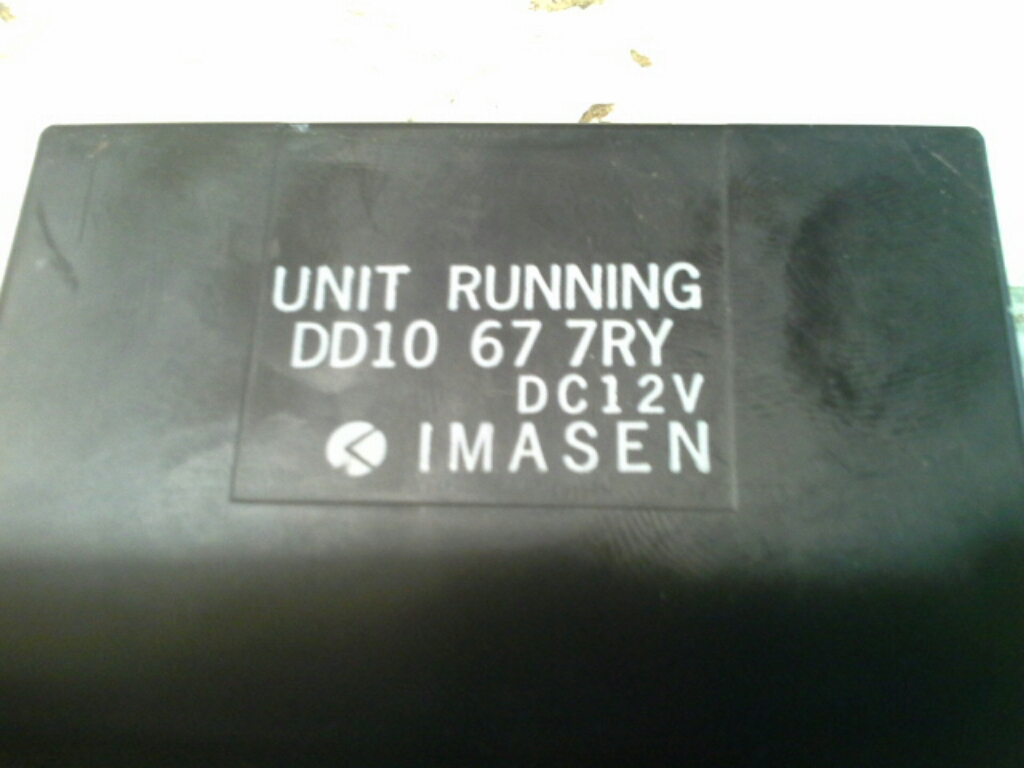 UNIT RUNNING
DD10 67 7RY
DC12V
IMASEN